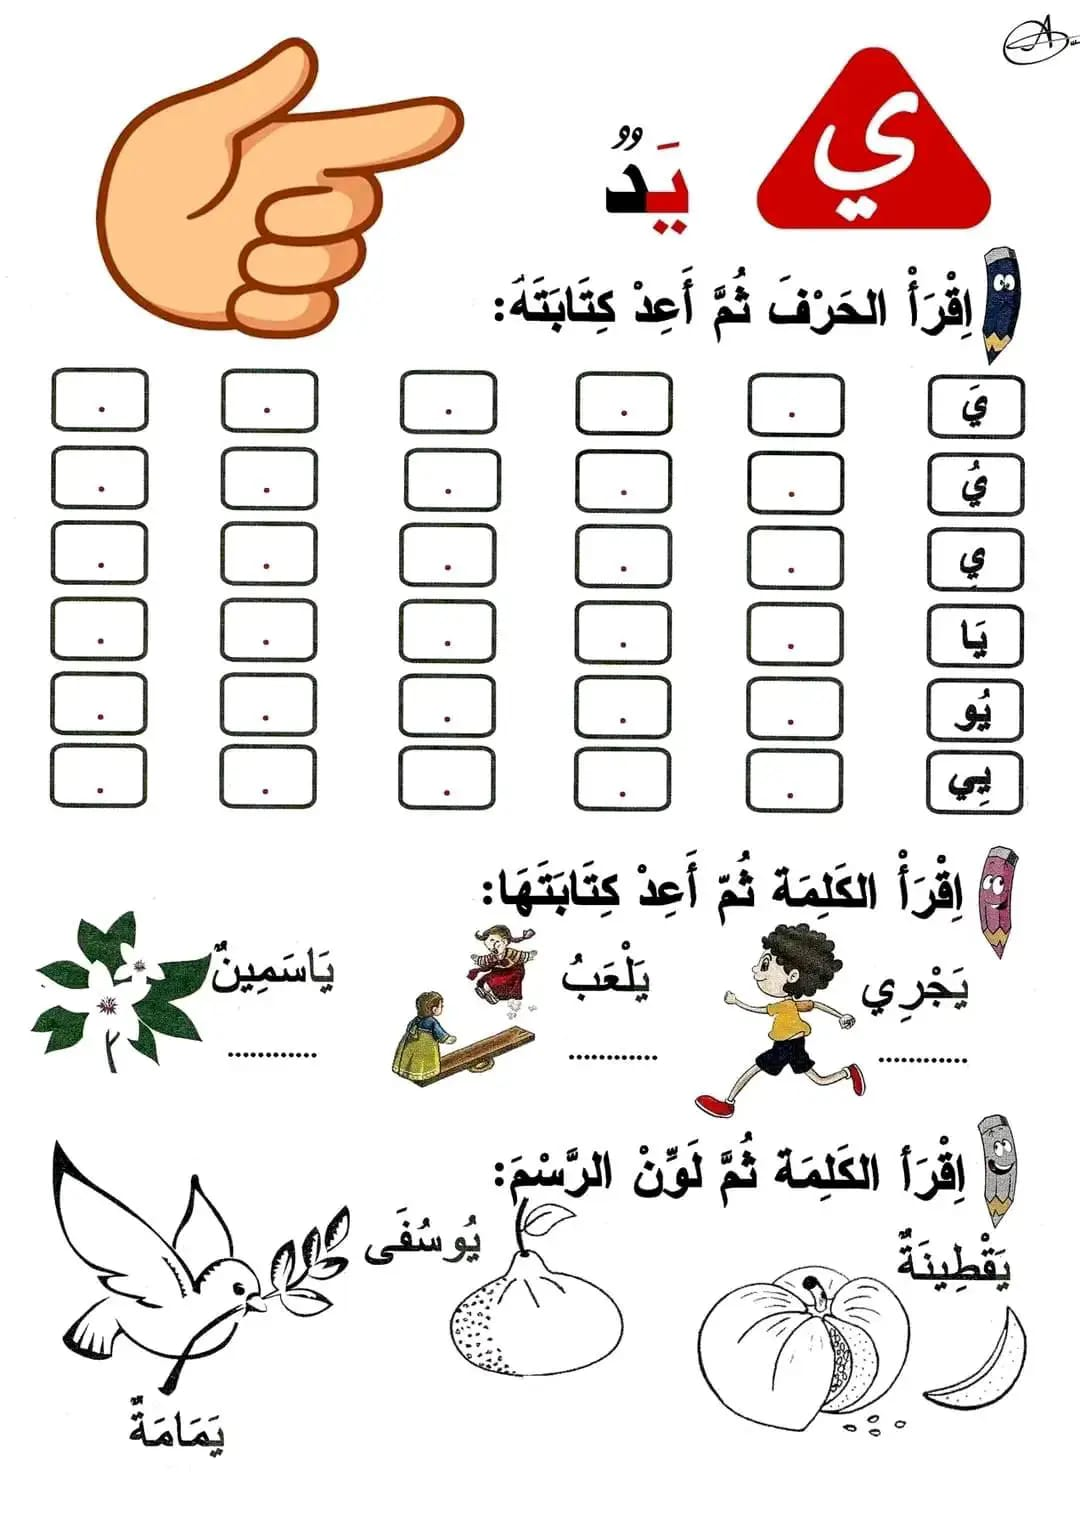 ي
يَدٌ
اِقْرَأْ الحَرْفَ ثُمَّ أَعِدْ كِتَابَتَهُ:
يَ
يُ
يِ
يَا
يُو
يِي
اِقْرَأْ الكَلِمَة ثُمّ أَعِدْ كِتَابَتَهَا:
يَجْرِي
يَلْعَبُ
يَاسَمِينٌ
اِقْرَأ الكَلِمَة ثُمَّ لَوِّنْ الرَّسْمَ:
يَقْطِينَةٌ
يُوسُفَى
يَمَامَةٌ